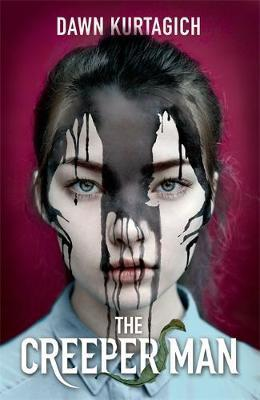 DAWN KURTAGICH
THE
CREEPER MAN